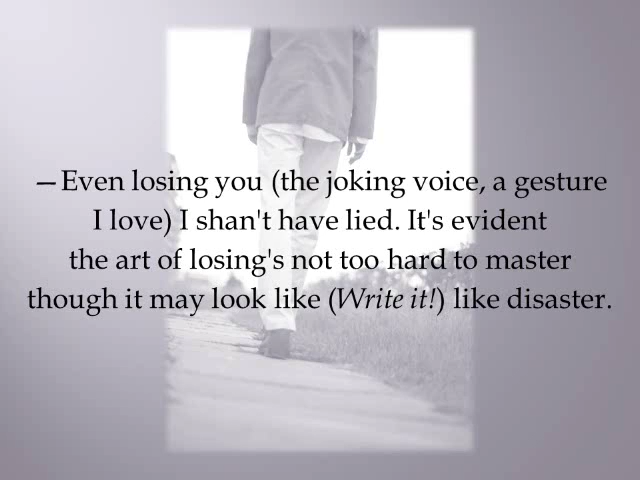 —Even losing you (the joking voice, a gesture
I love) I shan't have lied. It's evident
the art of losing's not too hard to master
though it may look like (Write it!) like disaster.